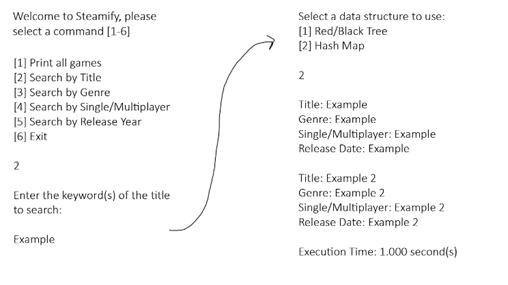 Welcome to Steamify, please
select a command [1-6]
[1] Print all games
[2] Search by Title
[3] Search by Genre
[4] Search by Single/Multiplayer
[5] Search by Release Year
[6] Exit
2
Enter the keyword(s) of the title
to search:
Example
Select a data structure to use:
[1] Red/Black Tree
[2] Hash Map
2
Title: Example
Genre: Example
Single/Multiplayer: Example
Release Date: Example
Title: Example 2
Genre: Example 2
Single/Multiplayer: Example 2
Release Date: Example 2
Execution Time: 1.000 second(s)